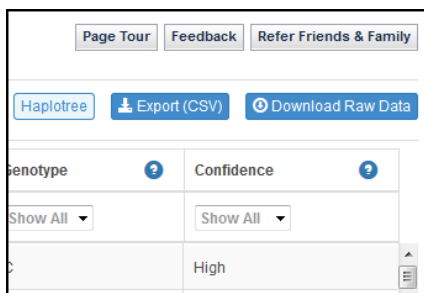 Page Tour Feedback Refer Friends & Family
Haplotree Export (CSV) Download Raw Data
Genotype ? Confidence ?
Show All Show All
C High